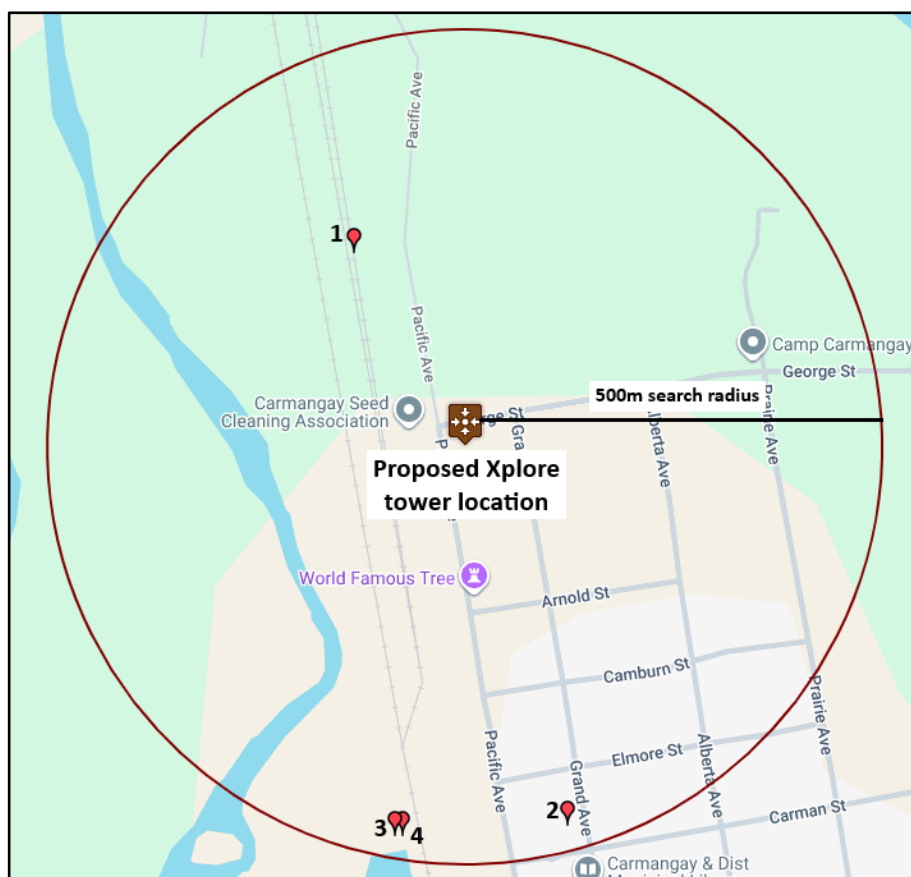 Pacific Ave
1
Pacific Ave
Camp Carmangay
George St
500m search radius
Carmangay Seed
Cleaning Association
rge St
Gra
Alberta Ave
Prairie Ave
Proposed Xplore
tower location
P
World Famous Tree
Arnold St
Camburn St
Prairie Ave
Pacific Ave
Elmore St
Grand Ave
Alberta Ave
Carman St
2
3
4
Carmangay & Dist